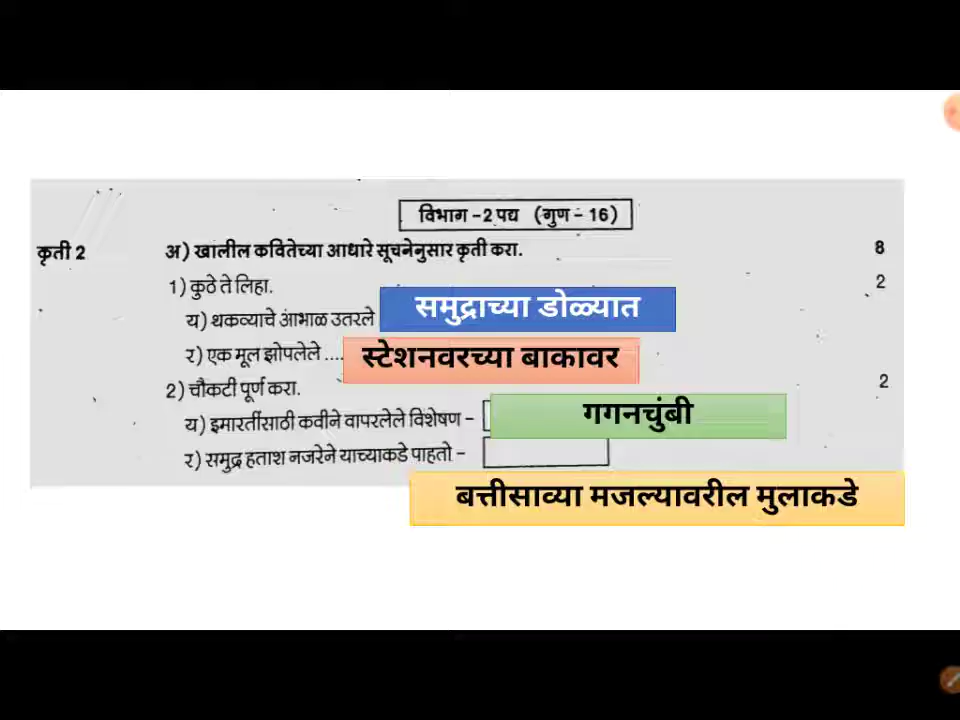 विभाग -2 पद्य (गुण - 16)
कृती 2 अ) खालील कवितेच्या आधारे सूचनेनुसार कृती करा. 8
1) कुठे ते लिहा. 2
य) थकव्याचे आभाळ उतरले समुद्राच्या डोळ्यात
र) एक मूल झोपलेले .... स्टेशनवरच्या बाकावर
2) चौकटी पूर्ण करा. 2
य) इमारतींसाठी कवीने वापरलेले विशेषण - गगनचुंबी
र) समुद्र हताश नजरेने याच्याकडे पाहतो -
बत्तीसाव्या मजल्यावरील मुलाकडे